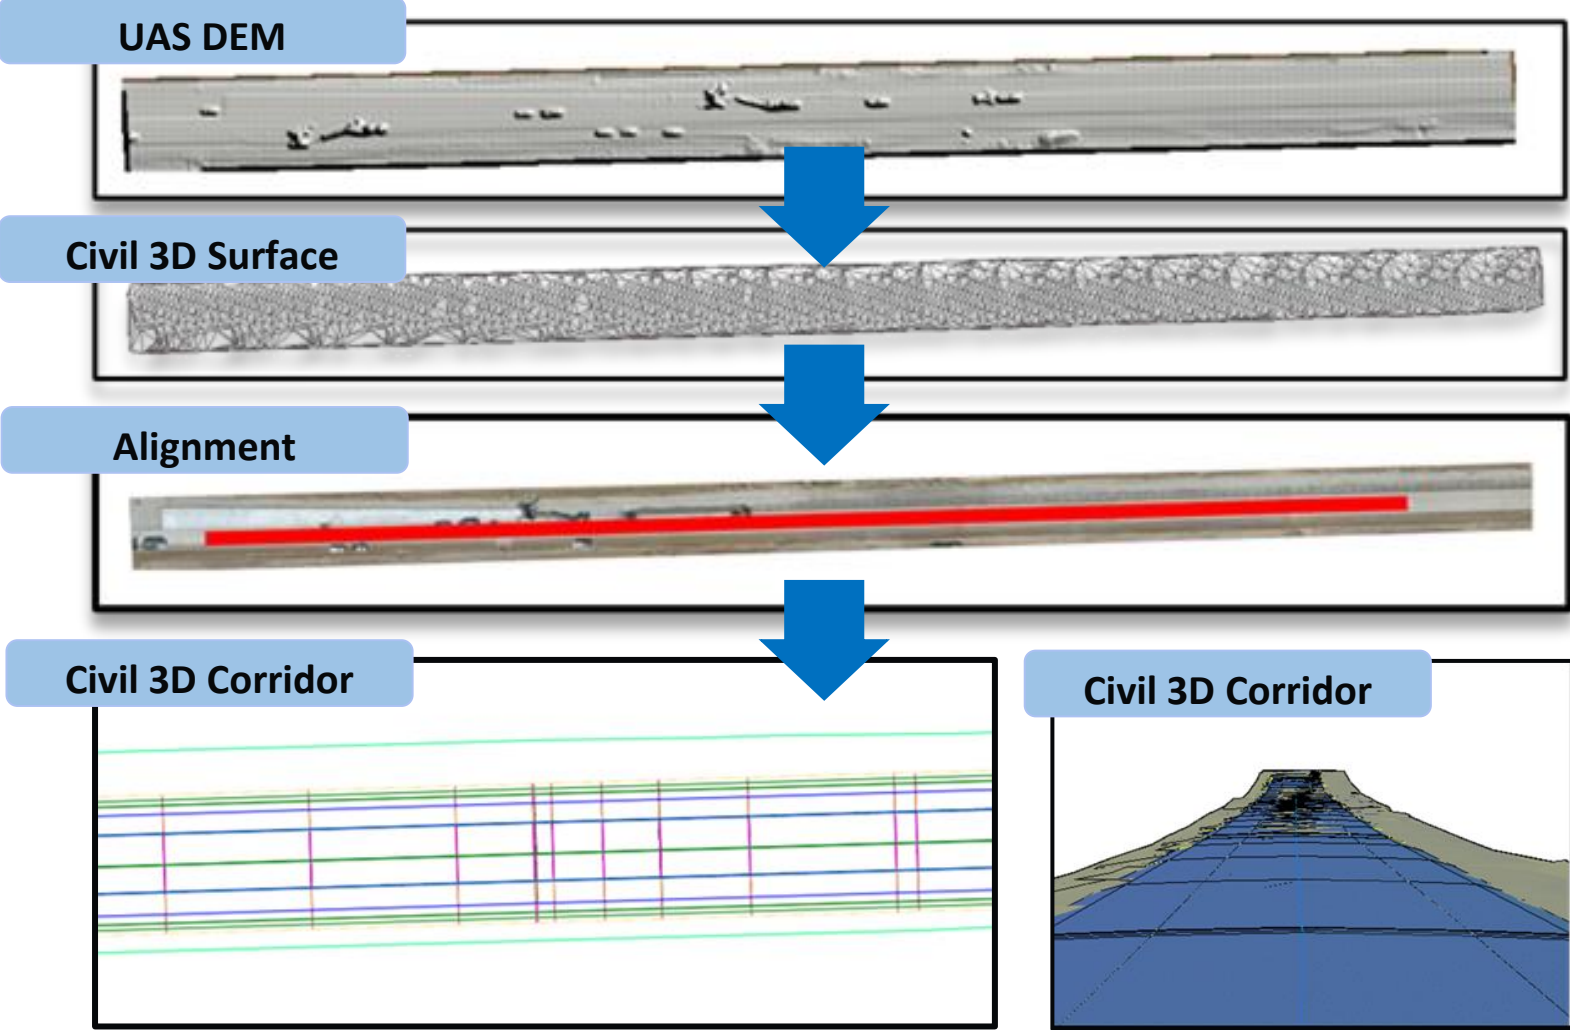 UAS DEM
Civil 3D Surface
Alignment
Civil 3D Corridor
Civil 3D Corridor